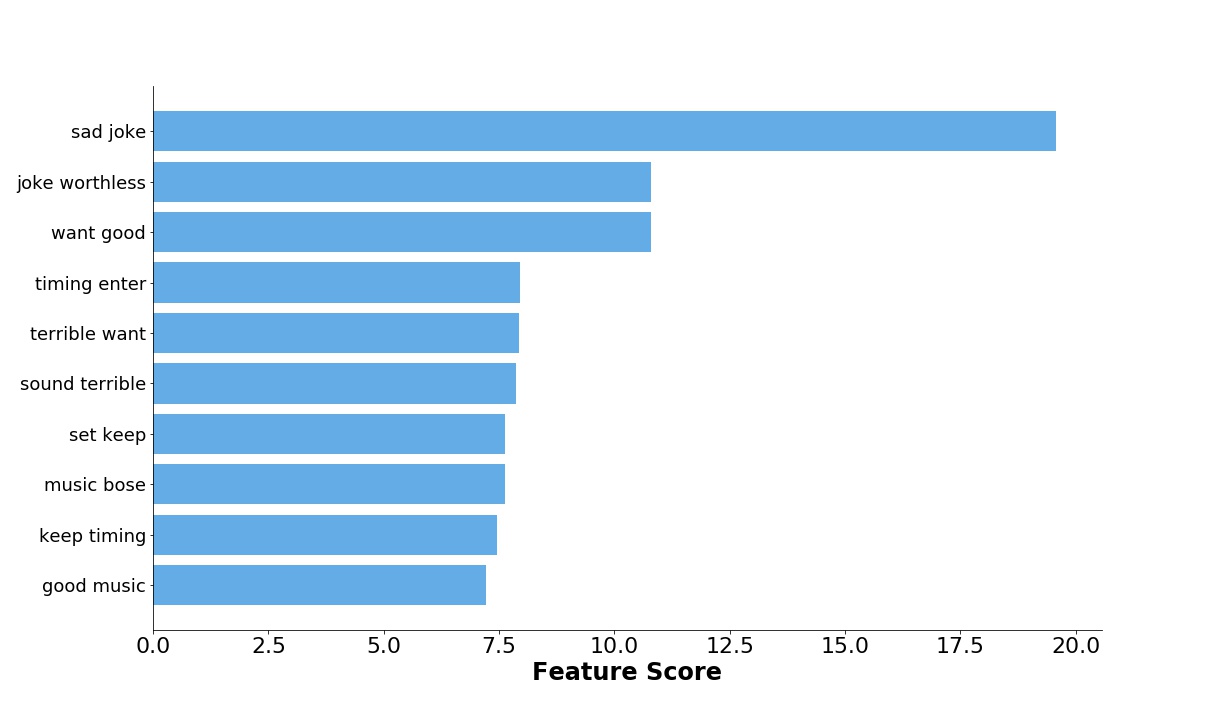 sad joke
joke worthless
want good
timing enter
terrible want
sound terrible
set keep
music bose
keep timing
good music
0.0 2.5 5.0 7.5 10.0 12.5 15.0 17.5 20.0
Feature Score